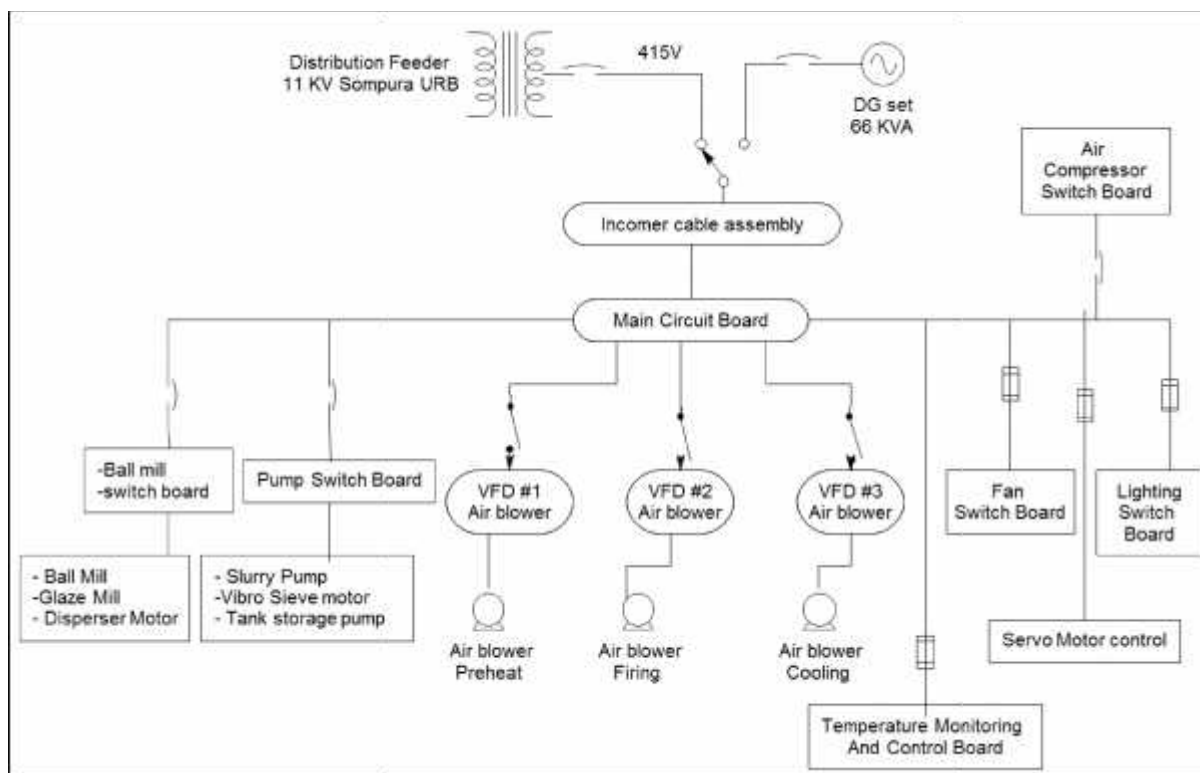 Distribution Feeder
11 KV Sompura URB
415V
DG set
66 KVA
Air
Compressor
Switch Board
Incomer cable assembly
Main Circuit Board
-Ball mill
-switch board
Pump Switch Board
VFD #1
Air blower
VFD #2
Air blower
VFD #3
Air blower
Fan
Switch Board
Lighting
Switch
Board
- Ball Mill
-Glaze Mill
- Disperser Motor
- Slurry Pump
-Vibro Sieve motor
- Tank storage pump
Air blower
Preheat
Air blower
Firing
Air blower
Cooling
Servo Motor control
Temperature Monitoring
And Control Board